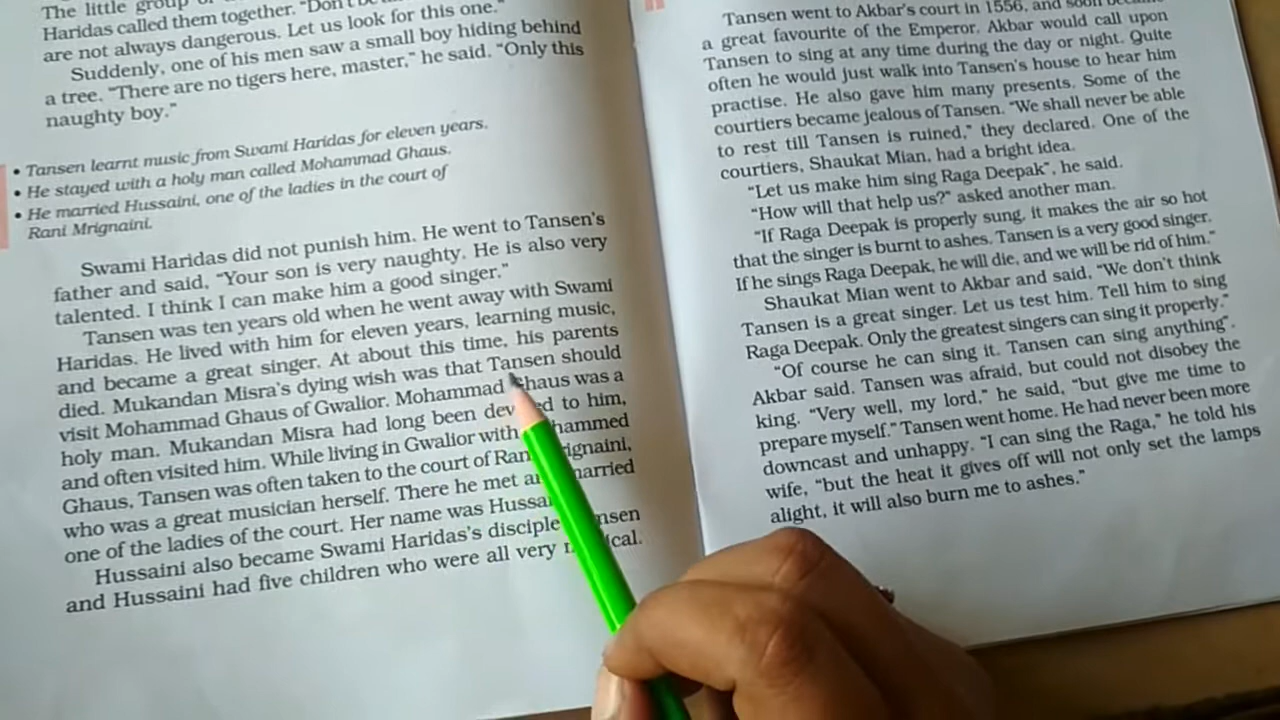 The little group of
Haridas called them together. "Don't be
are not always dangerous. Let us look for this one."
Suddenly, one of his men saw a small boy hiding behind
a tree. "There are no tigers here, master," he said. "Only this
naughty boy."
• Tansen learnt music from Swami Haridas for eleven years.
• He stayed with a holy man called Mohammad Ghaus.
• He married Hussaini, one of the ladies in the court of
Rani Mrignaini.
Swami Haridas did not punish him. He went to Tansen's
father and said, "Your son is very naughty. He is also very
talented. I think I can make him a good singer."
Tansen was ten years old when he went away with Swami
Haridas. He lived with him for eleven years, learning music,
and became a great singer. At about this time, his parents
died. Mukandan Misra's dying wish was that Tansen should
visit Mohammad Ghaus of Gwalior. Mohammad Ghaus was a
holy man. Mukandan Misra had long been devoted to him,
and often visited him. While living in Gwalior with Mohammed
Ghaus, Tansen was often taken to the court of Rani Mrignaini,
who was a great musician herself. There he met and married
one of the ladies of the court. Her name was Hussaini.
Hussaini also became Swami Haridas's disciple. Tansen
and Hussaini had five children who were all very musical.
Tansen went to Akbar's court in 1556, and soon became
a great favourite of the Emperor. Akbar would call upon
Tansen to sing at any time during the day or night. Quite
often he would just walk into Tansen's house to hear him
practise. He also gave him many presents. Some of the
courtiers became jealous of Tansen. "We shall never be able
to rest till Tansen is ruined," they declared. One of the
courtiers, Shaukat Mian, had a bright idea.
"Let us make him sing Raga Deepak", he said.
"How will that help us?" asked another man.
"If Raga Deepak is properly sung, it makes the air so hot
that the singer is burnt to ashes. Tansen is a very good singer.
If he sings Raga Deepak, he will die, and we will be rid of him."
Shaukat Mian went to Akbar and said, "We don't think
Tansen is a great singer. Let us test him. Tell him to sing
Raga Deepak. Only the greatest singers can sing it properly."
"Of course he can sing it. Tansen can sing anything",
Akbar said. Tansen was afraid, but could not disobey the
king. "Very well, my lord," he said, "but give me time to
prepare myself." Tansen went home. He had never been more
downcast and unhappy. "I can sing the Raga," he told his
wife, "but the heat it gives off will not only set the lamps
alight, it will also burn me to ashes."